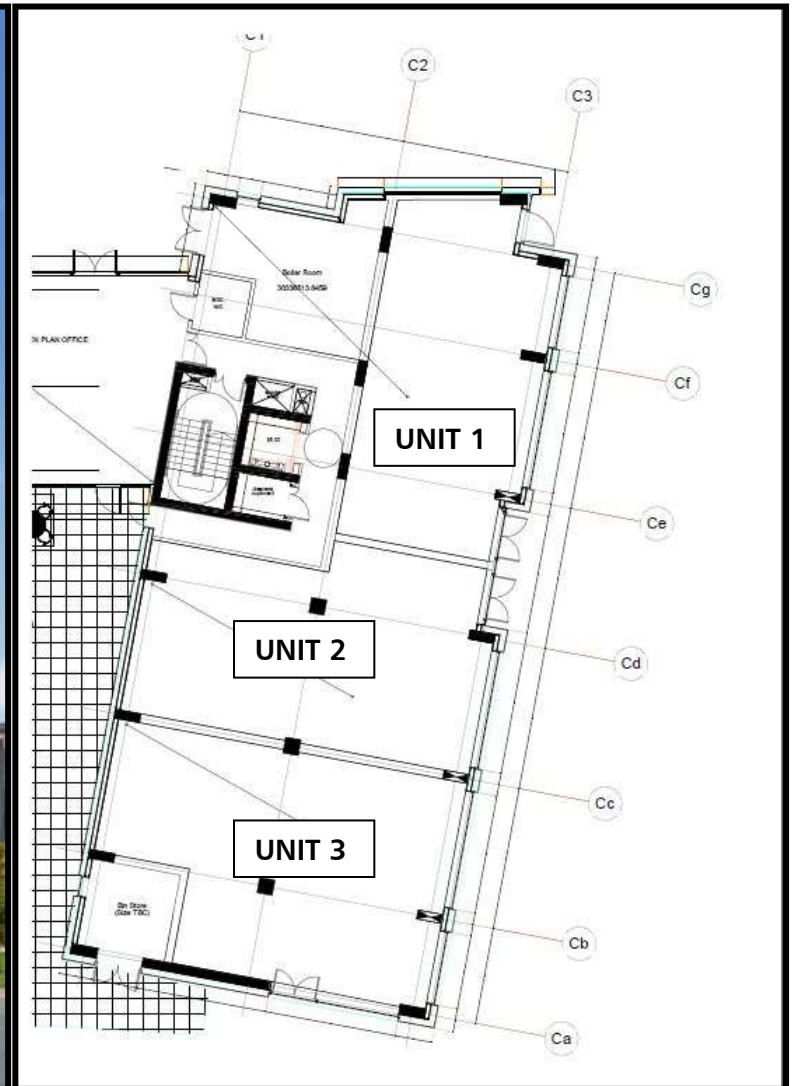 C1
C2
C3
Boiler Room
Cg
WC
N PLAN OFFICE
Cf
UNIT 1
Ce
UNIT 2
Cd
Cc
UNIT 3
Bin Store
(Size TBC)
Cb
Ca